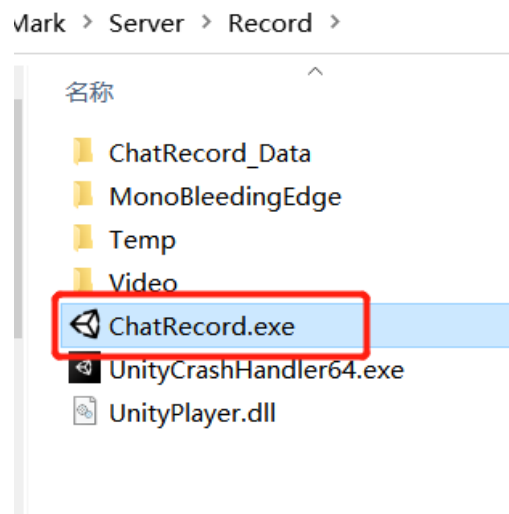 Mark > Server > Record >
名称
ChatRecord_Data
MonoBleedingEdge
Temp
Video
ChatRecord.exe
UnityCrashHandler64.exe
UnityPlayer.dll